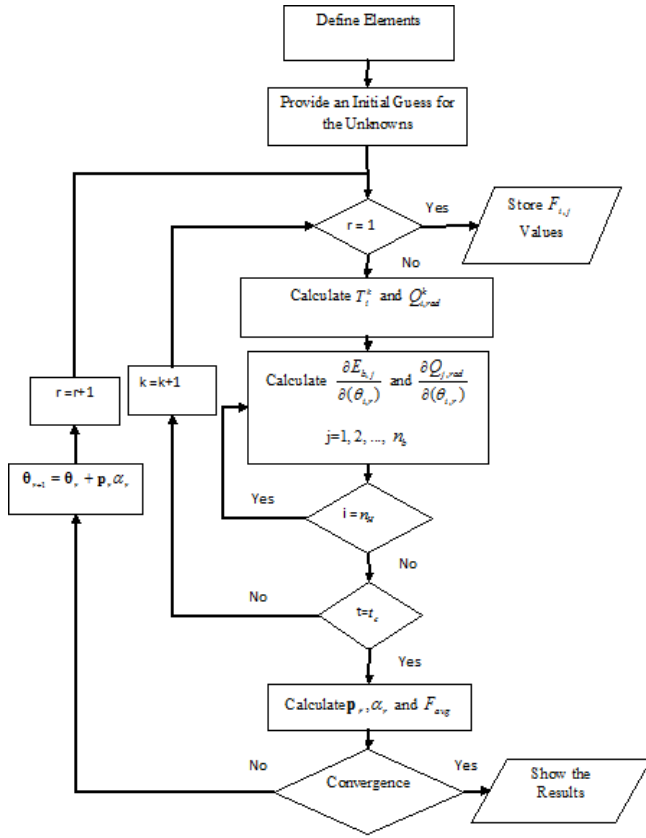 Define Elements
Provide an Initial Guess for
the Unknowns
r = 1
Yes
Store F_{i,j}
Values
No
Calculate T_i^k and Q_{i,rad}^k
Calculate ∂E_{b,j}/∂(θ_{i,r}) and ∂Q_{j,rad}/∂(θ_{i,r})
j=1, 2, ..., n_b
r =r+1
k =k+1
θ_{r+1} = θ_r + p_r α_r
Yes
i = n_H
No
No
t=t_c
Yes
Calculate p_r, α_r and F_{avg}
No
Convergence
Yes
Show the
Results